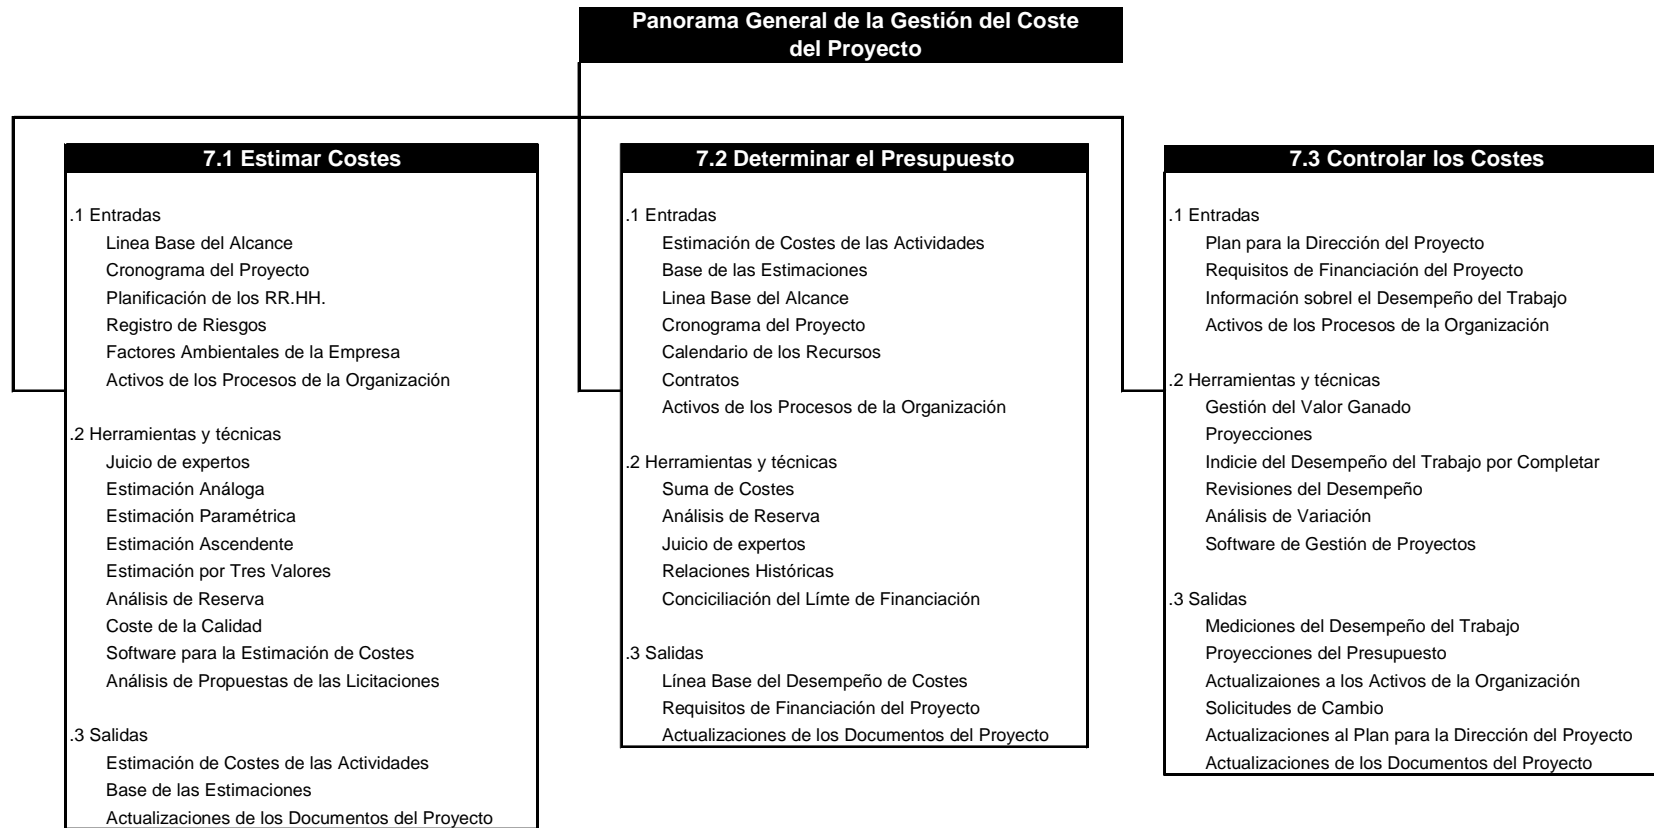 Panorama General de la Gestión del Coste
del Proyecto
7.1 Estimar Costes
.1 Entradas
Linea Base del Alcance
Cronograma del Proyecto
Planificación de los RR.HH.
Registro de Riesgos
Factores Ambientales de la Empresa
Activos de los Procesos de la Organización
.2 Herramientas y técnicas
Juicio de expertos
Estimación Análoga
Estimación Paramétrica
Estimación Ascendente
Estimación por Tres Valores
Análisis de Reserva
Coste de la Calidad
Software para la Estimación de Costes
Análisis de Propuestas de las Licitaciones
.3 Salidas
Estimación de Costes de las Actividades
Base de las Estimaciones
Actualizaciones de los Documentos del Proyecto
7.2 Determinar el Presupuesto
.1 Entradas
Estimación de Costes de las Actividades
Base de las Estimaciones
Linea Base del Alcance
Cronograma del Proyecto
Calendario de los Recursos
Contratos
Activos de los Procesos de la Organización
.2 Herramientas y técnicas
Suma de Costes
Análisis de Reserva
Juicio de expertos
Relaciones Históricas
Conciciliación del Límte de Financiación
.3 Salidas
Línea Base del Desempeño de Costes
Requisitos de Financiación del Proyecto
Actualizaciones de los Documentos del Proyecto
7.3 Controlar los Costes
.1 Entradas
Plan para la Dirección del Proyecto
Requisitos de Financiación del Proyecto
Información sobrel el Desempeño del Trabajo
Activos de los Procesos de la Organización
.2 Herramientas y técnicas
Gestión del Valor Ganado
Proyecciones
Indicie del Desempeño del Trabajo por Completar
Revisiones del Desempeño
Análisis de Variación
Software de Gestión de Proyectos
.3 Salidas
Mediciones del Desempeño del Trabajo
Proyecciones del Presupuesto
Actualizaiones a los Activos de la Organización
Solicitudes de Cambio
Actualizaciones al Plan para la Dirección del Proyecto
Actualizaciones de los Documentos del Proyecto